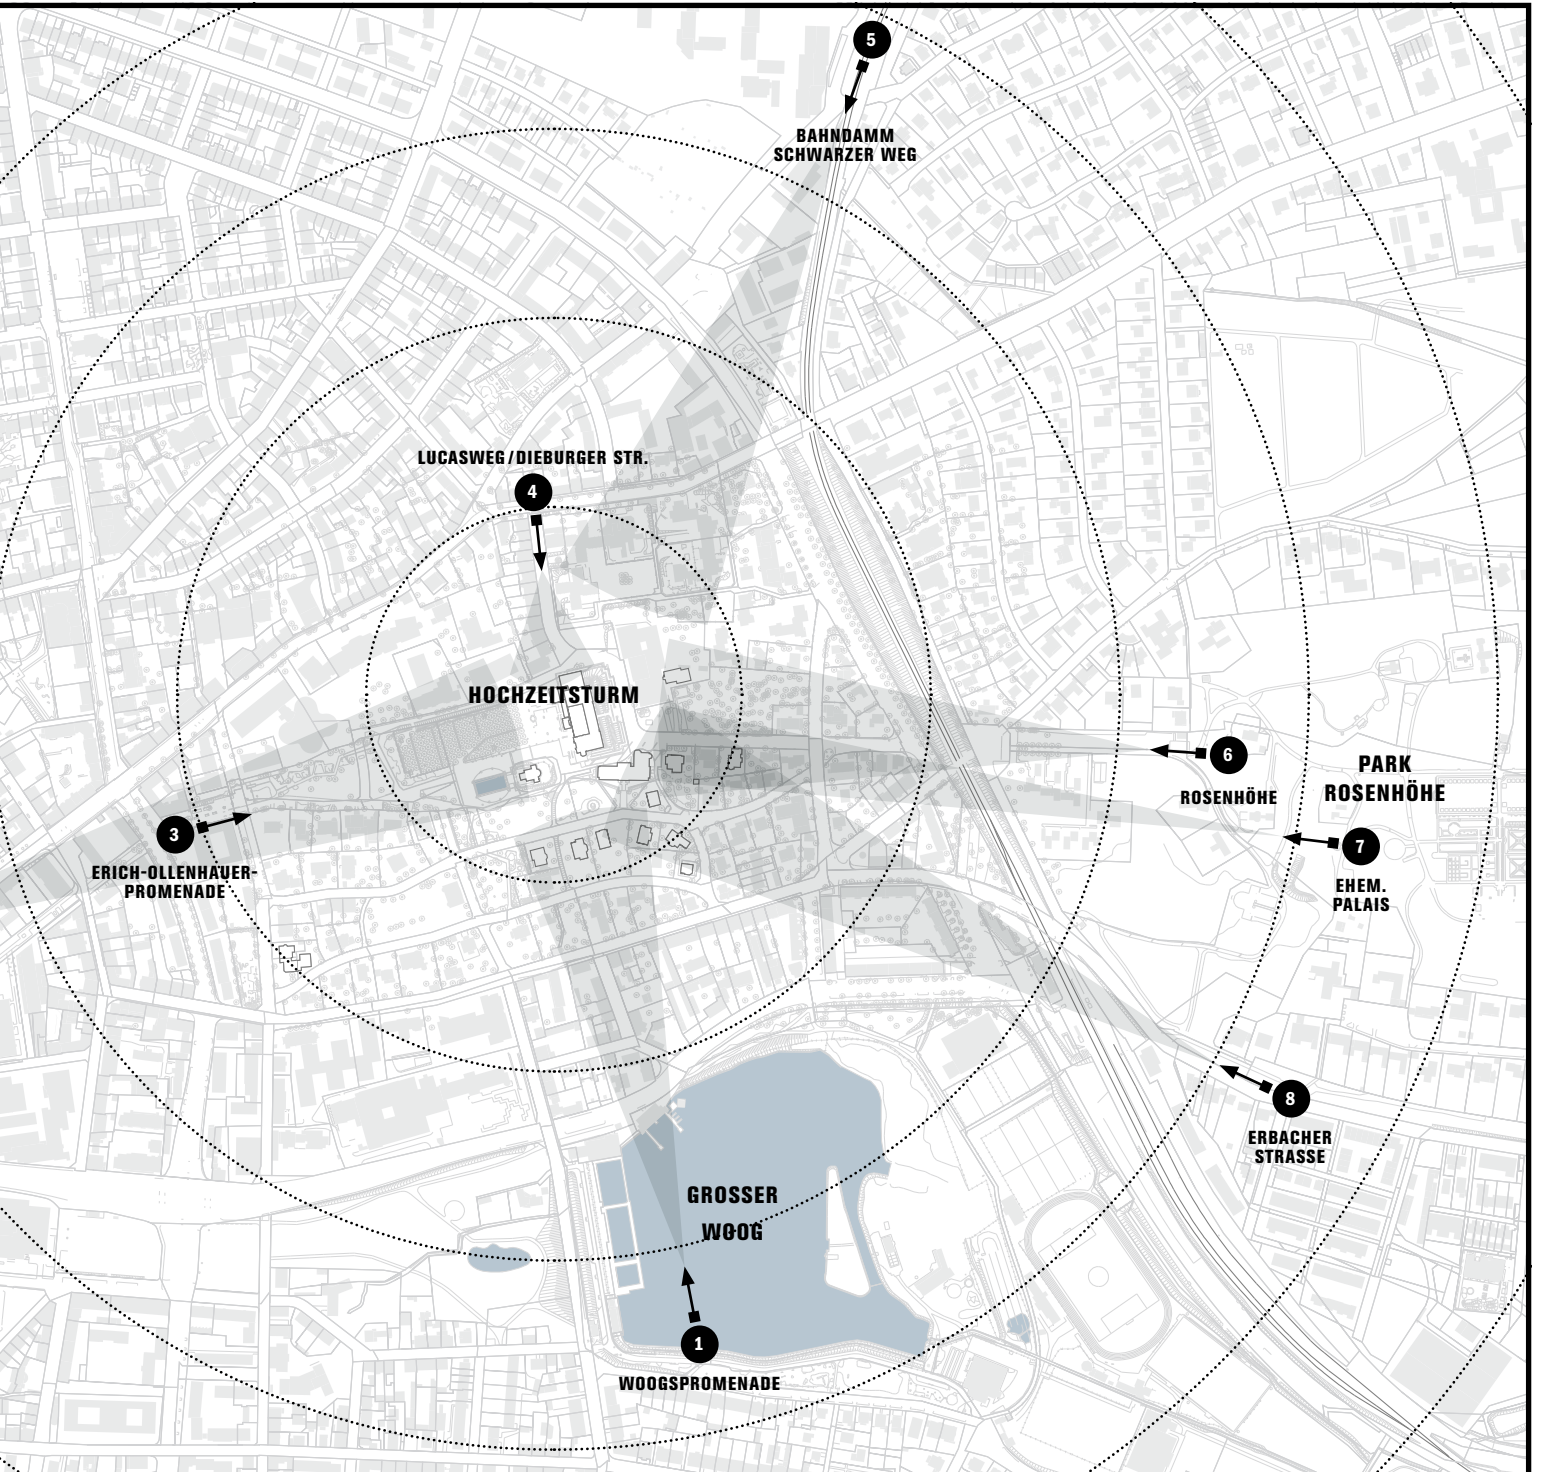 5
BAHNDAMM
SCHWARZER WEG
LUCASWEG/DIEBURGER STR.
4
HOCHZEITSTURM
6
ROSENHÖHE
PARK
ROSENHÖHE
3
ERICH-OLLENHAUER-
PROMENADE
7
EHEM.
PALAIS
8
ERBACHER
STRASSE
GROSSER
WOOG
1
WOOGSPROMENADE